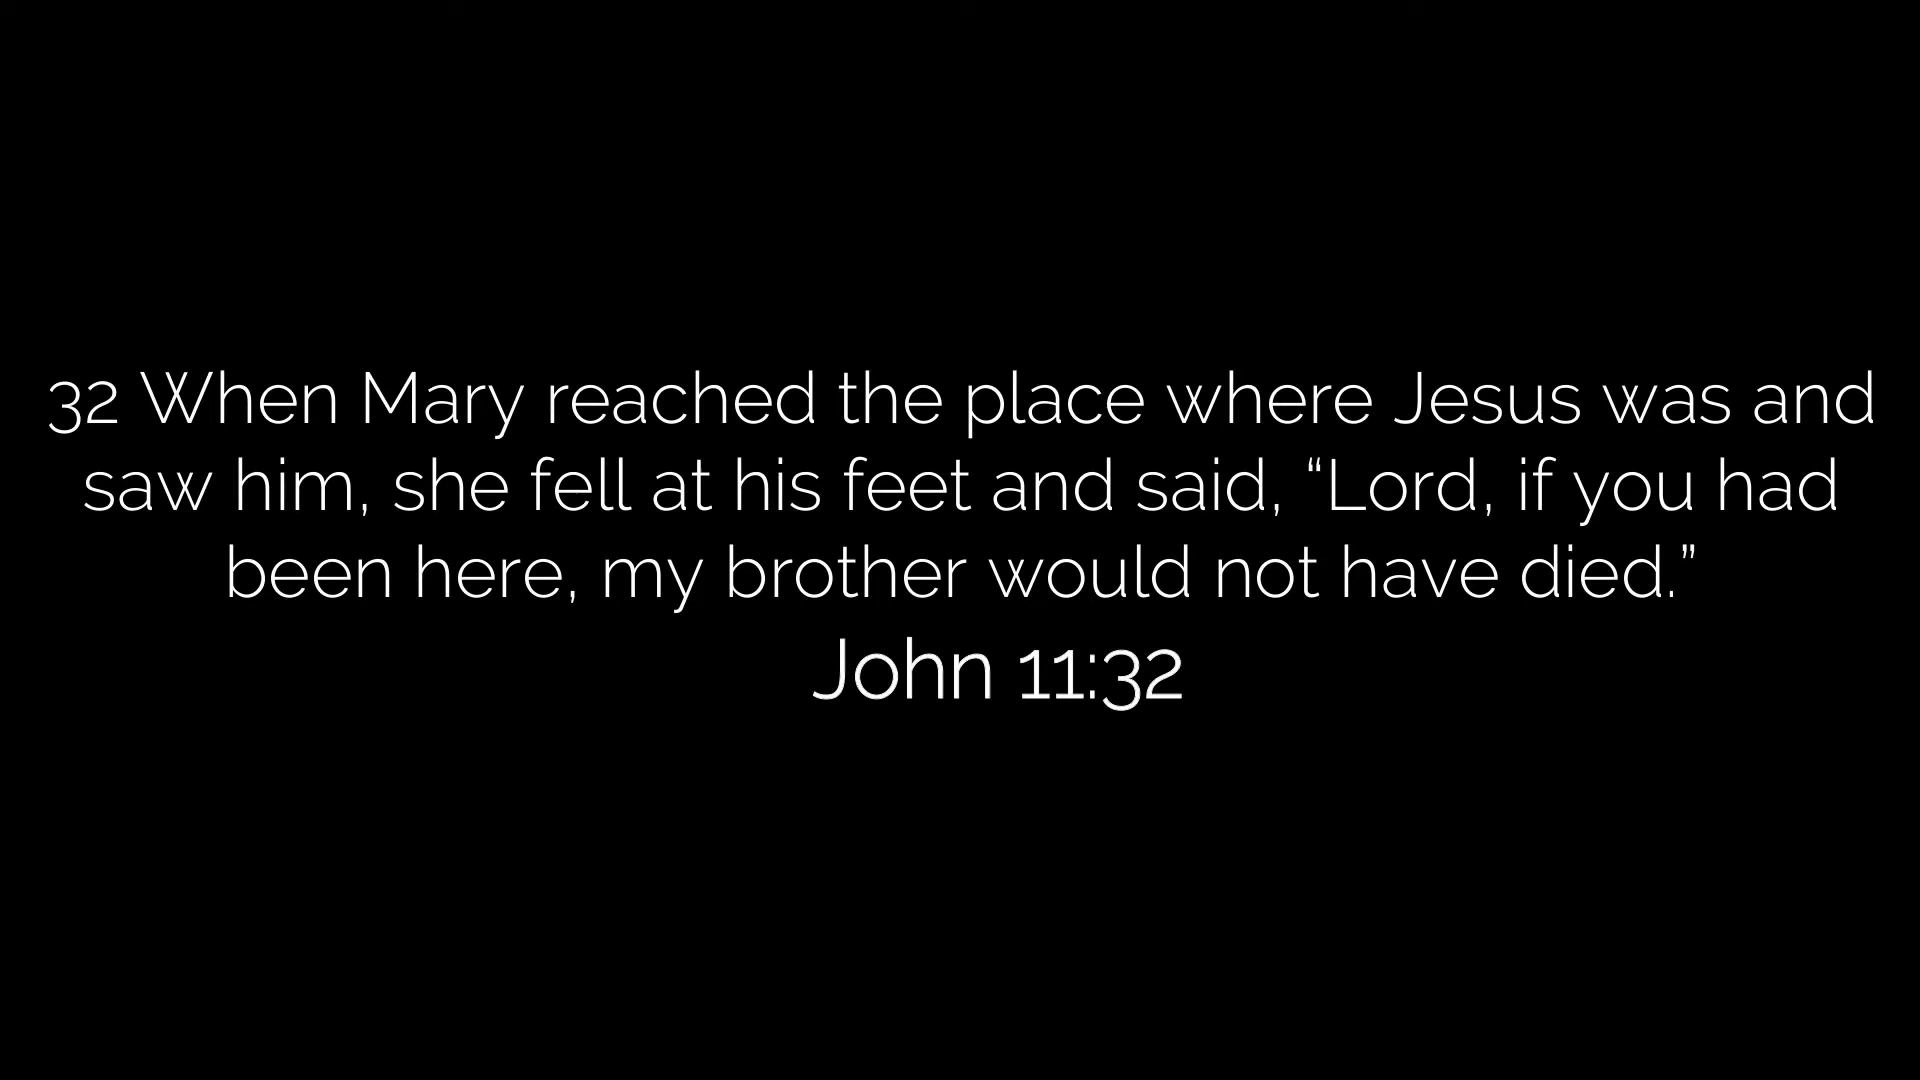 32 When Mary reached the place where Jesus was and
saw him, she fell at his feet and said, “Lord, if you had
been here, my brother would not have died.”
John 11:32